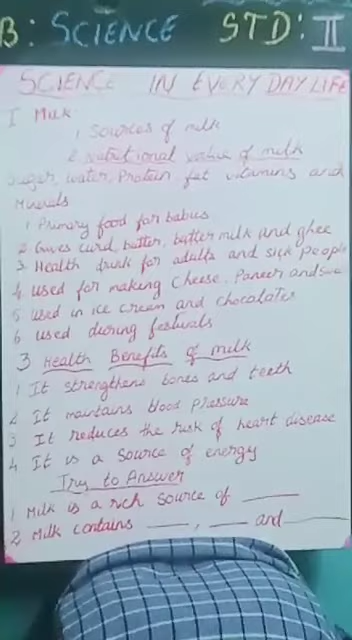 B: SCIENCE STD: II
SCIENCE IN EVERY DAY LIFE
I Milk
1 Sources of milk
2 Nutritional value of milk
Sugar, water, Protein, fat vitamins and
Minerals
1 Primary food for babies
2 Gives curd, butter, butter milk and ghee
3 Health drink for adults and sick people
4 used for making cheese, Paneer and
5 used in ice cream and chocolates
6 used during festivals
3 Health Benefits of milk
1 It strengthens bones and teeth
2 It maintains blood Pressure
3 It reduces the risk of heart disease
4 It is a source of energy
Try to Answer
1 Milk is a rich source of ____
2 Milk contains ____, ____ and ____